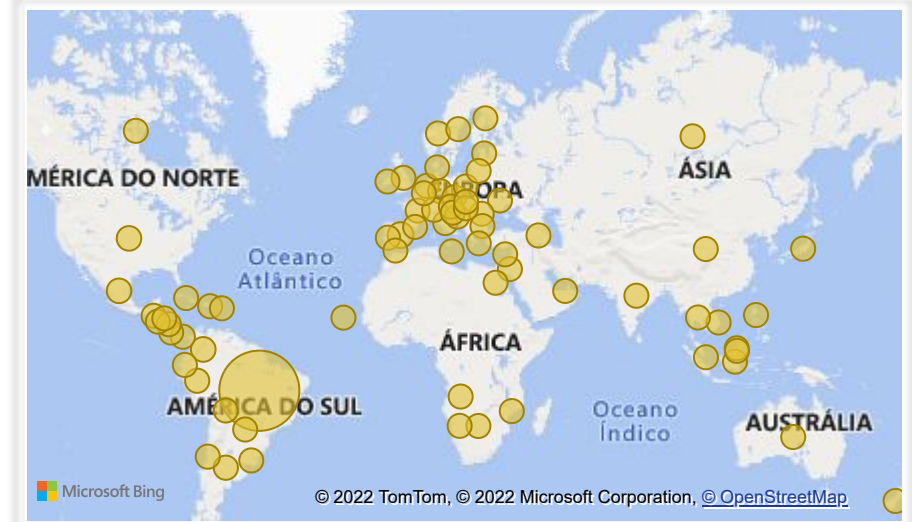 MÉRICA DO NORTE
ÁSIA
ROPA
Oceano
Atlântico
ÁFRICA
AMÉRICA DO SUL
Oceano
Índico
AUSTRÁLIA
Microsoft Bing
© 2022 TomTom, © 2022 Microsoft Corporation, © OpenStreetMap